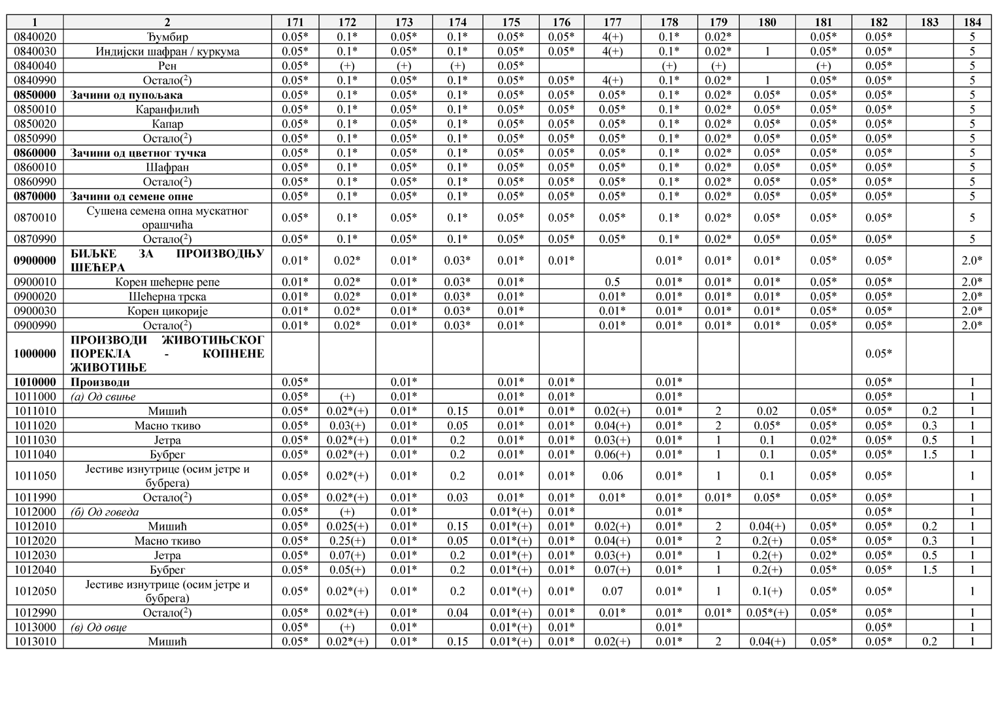 1 2 171 172 173 174 175 176 177 178 179 180 181 182 183 184
0840020 Ђумбир 0.05* 0.1* 0.05* 0.1* 0.05* 0.05* 4(+) 0.1* 0.02* 0.05* 0.05* 5
0840030 Индијски шафран / куркума 0.05* 0.1* 0.05* 0.1* 0.05* 0.05* 4(+) 0.1* 0.02* 1 0.05* 0.05* 5
0840040 Рен 0.05* (+) (+) (+) 0.05* (+) (+) (+) 0.05* 5
0840990 Остало(²) 0.05* 0.1* 0.05* 0.1* 0.05* 0.05* 4(+) 0.1* 0.02* 1 0.05* 0.05* 5
0850000 Зачини од пупољака 0.05* 0.1* 0.05* 0.1* 0.05* 0.05* 0.05* 0.1* 0.02* 0.05* 0.05* 0.05* 5
0850010 Каранфилић 0.05* 0.1* 0.05* 0.1* 0.05* 0.05* 0.05* 0.1* 0.02* 0.05* 0.05* 0.05* 5
0850020 Капар 0.05* 0.1* 0.05* 0.1* 0.05* 0.05* 0.05* 0.1* 0.02* 0.05* 0.05* 0.05* 5
0850990 Остало(²) 0.05* 0.1* 0.05* 0.1* 0.05* 0.05* 0.05* 0.1* 0.02* 0.05* 0.05* 0.05* 5
0860000 Зачини од цветног тучка 0.05* 0.1* 0.05* 0.1* 0.05* 0.05* 0.05* 0.1* 0.02* 0.05* 0.05* 0.05* 5
0860010 Шафран 0.05* 0.1* 0.05* 0.1* 0.05* 0.05* 0.05* 0.1* 0.02* 0.05* 0.05* 0.05* 5
0860990 Остало(²) 0.05* 0.1* 0.05* 0.1* 0.05* 0.05* 0.05* 0.1* 0.02* 0.05* 0.05* 0.05* 5
0870000 Зачини од семене опне 0.05* 0.1* 0.05* 0.1* 0.05* 0.05* 0.05* 0.1* 0.02* 0.05* 0.05* 0.05* 5
0870010 Сушена семена опна мускатног
орашчића 0.05* 0.1* 0.05* 0.1* 0.05* 0.05* 0.05* 0.1* 0.02* 0.05* 0.05* 0.05* 5
0870990 Остало(²) 0.05* 0.1* 0.05* 0.1* 0.05* 0.05* 0.05* 0.1* 0.02* 0.05* 0.05* 0.05* 5
0900000 БИЉКЕ ЗА ПРОИЗВОДЊУ
ШЕЋЕРА 0.01* 0.02* 0.01* 0.03* 0.01* 0.01* 0.01* 0.01* 0.01* 0.05* 0.05* 2.0*
0900010 Корен шећерне репе 0.01* 0.02* 0.01* 0.03* 0.01* 0.5 0.01* 0.01* 0.01* 0.05* 0.05* 2.0*
0900020 Шећерна трска 0.01* 0.02* 0.01* 0.03* 0.01* 0.01* 0.01* 0.01* 0.01* 0.05* 0.05* 2.0*
0900030 Корен цикорије 0.01* 0.02* 0.01* 0.03* 0.01* 0.01* 0.01* 0.01* 0.01* 0.05* 0.05* 2.0*
0900990 Остало(²) 0.01* 0.02* 0.01* 0.03* 0.01* 0.01* 0.01* 0.01* 0.01* 0.05* 0.05* 2.0*
1000000 ПРОИЗВОДИ ЖИВОТИЊСКОГ
ПОРЕКЛА - КОПНЕНЕ
ЖИВОТИЊЕ 0.05*
1010000 Производи 0.05* 0.01* 0.01* 0.01* 0.01* 0.05* 1
1011000 (а) Од свиње 0.05* (+) 0.01* 0.01* 0.01* 0.01* 0.05* 1
1011010 Мишић 0.05* 0.02*(+) 0.01* 0.15 0.01* 0.01* 0.02(+) 0.01* 2 0.02 0.05* 0.05* 0.2 1
1011020 Масно ткиво 0.05* 0.03(+) 0.01* 0.05 0.01* 0.01* 0.04(+) 0.01* 2 0.05* 0.05* 0.05* 0.3 1
1011030 Јетра 0.05* 0.02*(+) 0.01* 0.2 0.01* 0.01* 0.03(+) 0.01* 1 0.1 0.02* 0.05* 0.5 1
1011040 Бубрег 0.05* 0.02*(+) 0.01* 0.2 0.01* 0.01* 0.06(+) 0.01* 1 0.1 0.05* 0.05* 1.5 1
1011050 Јестиве изнутрице (осим јетре и
бубрега) 0.05* 0.02*(+) 0.01* 0.2 0.01* 0.01* 0.06 0.01* 1 0.1 0.05* 0.05* 1
1011990 Остало(²) 0.05* 0.02*(+) 0.01* 0.03 0.01* 0.01* 0.01* 0.01* 0.01* 0.05* 0.05* 0.05* 1
1012000 (б) Од говеда 0.05* (+) 0.01* 0.01*(+) 0.01* 0.01* 0.05* 1
1012010 Мишић 0.05* 0.025(+) 0.01* 0.15 0.01*(+) 0.01* 0.02(+) 0.01* 2 0.04(+) 0.05* 0.05* 0.2 1
1012020 Масно ткиво 0.05* 0.25(+) 0.01* 0.05 0.01*(+) 0.01* 0.04(+) 0.01* 2 0.2(+) 0.05* 0.05* 0.3 1
1012030 Јетра 0.05* 0.07(+) 0.01* 0.2 0.01*(+) 0.01* 0.03(+) 0.01* 1 0.2(+) 0.02* 0.05* 0.5 1
1012040 Бубрег 0.05* 0.05(+) 0.01* 0.2 0.01*(+) 0.01* 0.07(+) 0.01* 1 0.2(+) 0.05* 0.05* 1.5 1
1012050 Јестиве изнутрице (осим јетре и
бубрега) 0.05* 0.02*(+) 0.01* 0.2 0.01*(+) 0.01* 0.07 0.01* 1 0.1(+) 0.05* 0.05* 1
1012990 Остало(²) 0.05* 0.02*(+) 0.01* 0.04 0.01*(+) 0.01* 0.01* 0.01* 0.01* 0.05*(+) 0.05* 0.05* 1
1013000 (в) Од овце 0.05* (+) 0.01* 0.01*(+) 0.01* 0.01* 0.05* 1
1013010 Мишић 0.05* 0.02*(+) 0.01* 0.15 0.01*(+) 0.01* 0.02(+) 0.01* 2 0.04(+) 0.05* 0.05* 0.2 1